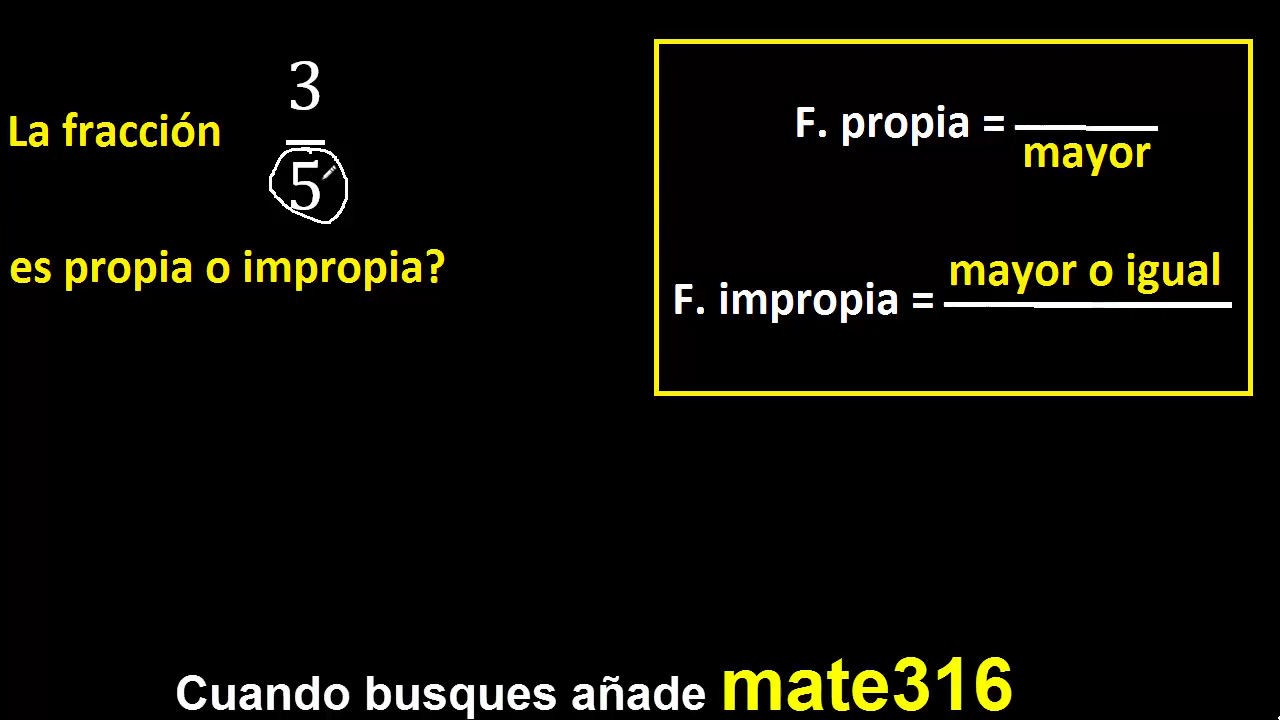 La fracción
3
5
es propia o impropia?
F. propia =
mayor
F. impropia =
mayor o igual
Cuando busques añade mate316